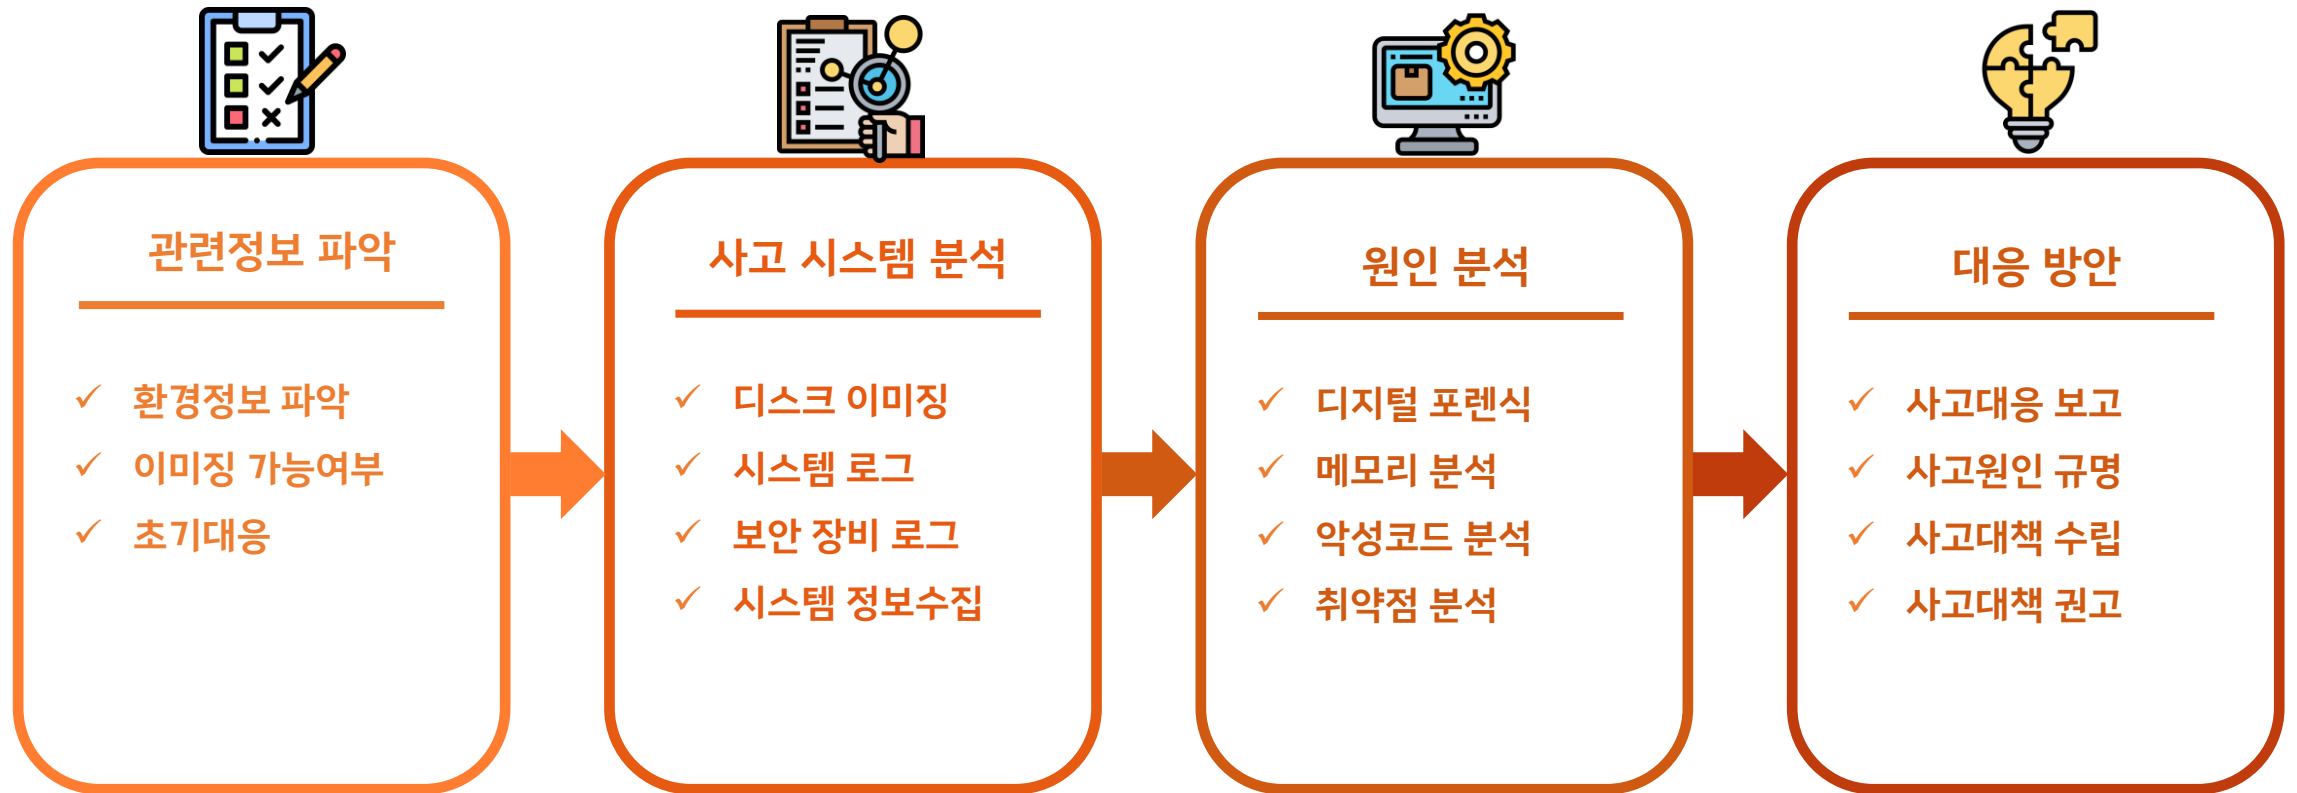 관련정보 파악
환경정보 파악
이미징 가능여부
초기대응
사고 시스템 분석
디스크 이미징
시스템 로그
보안 장비 로그
시스템 정보수집
원인 분석
디지털 포렌식
메모리 분석
악성코드 분석
취약점 분석
대응 방안
사고대응 보고
사고원인 규명
사고대책 수립
사고대책 권고